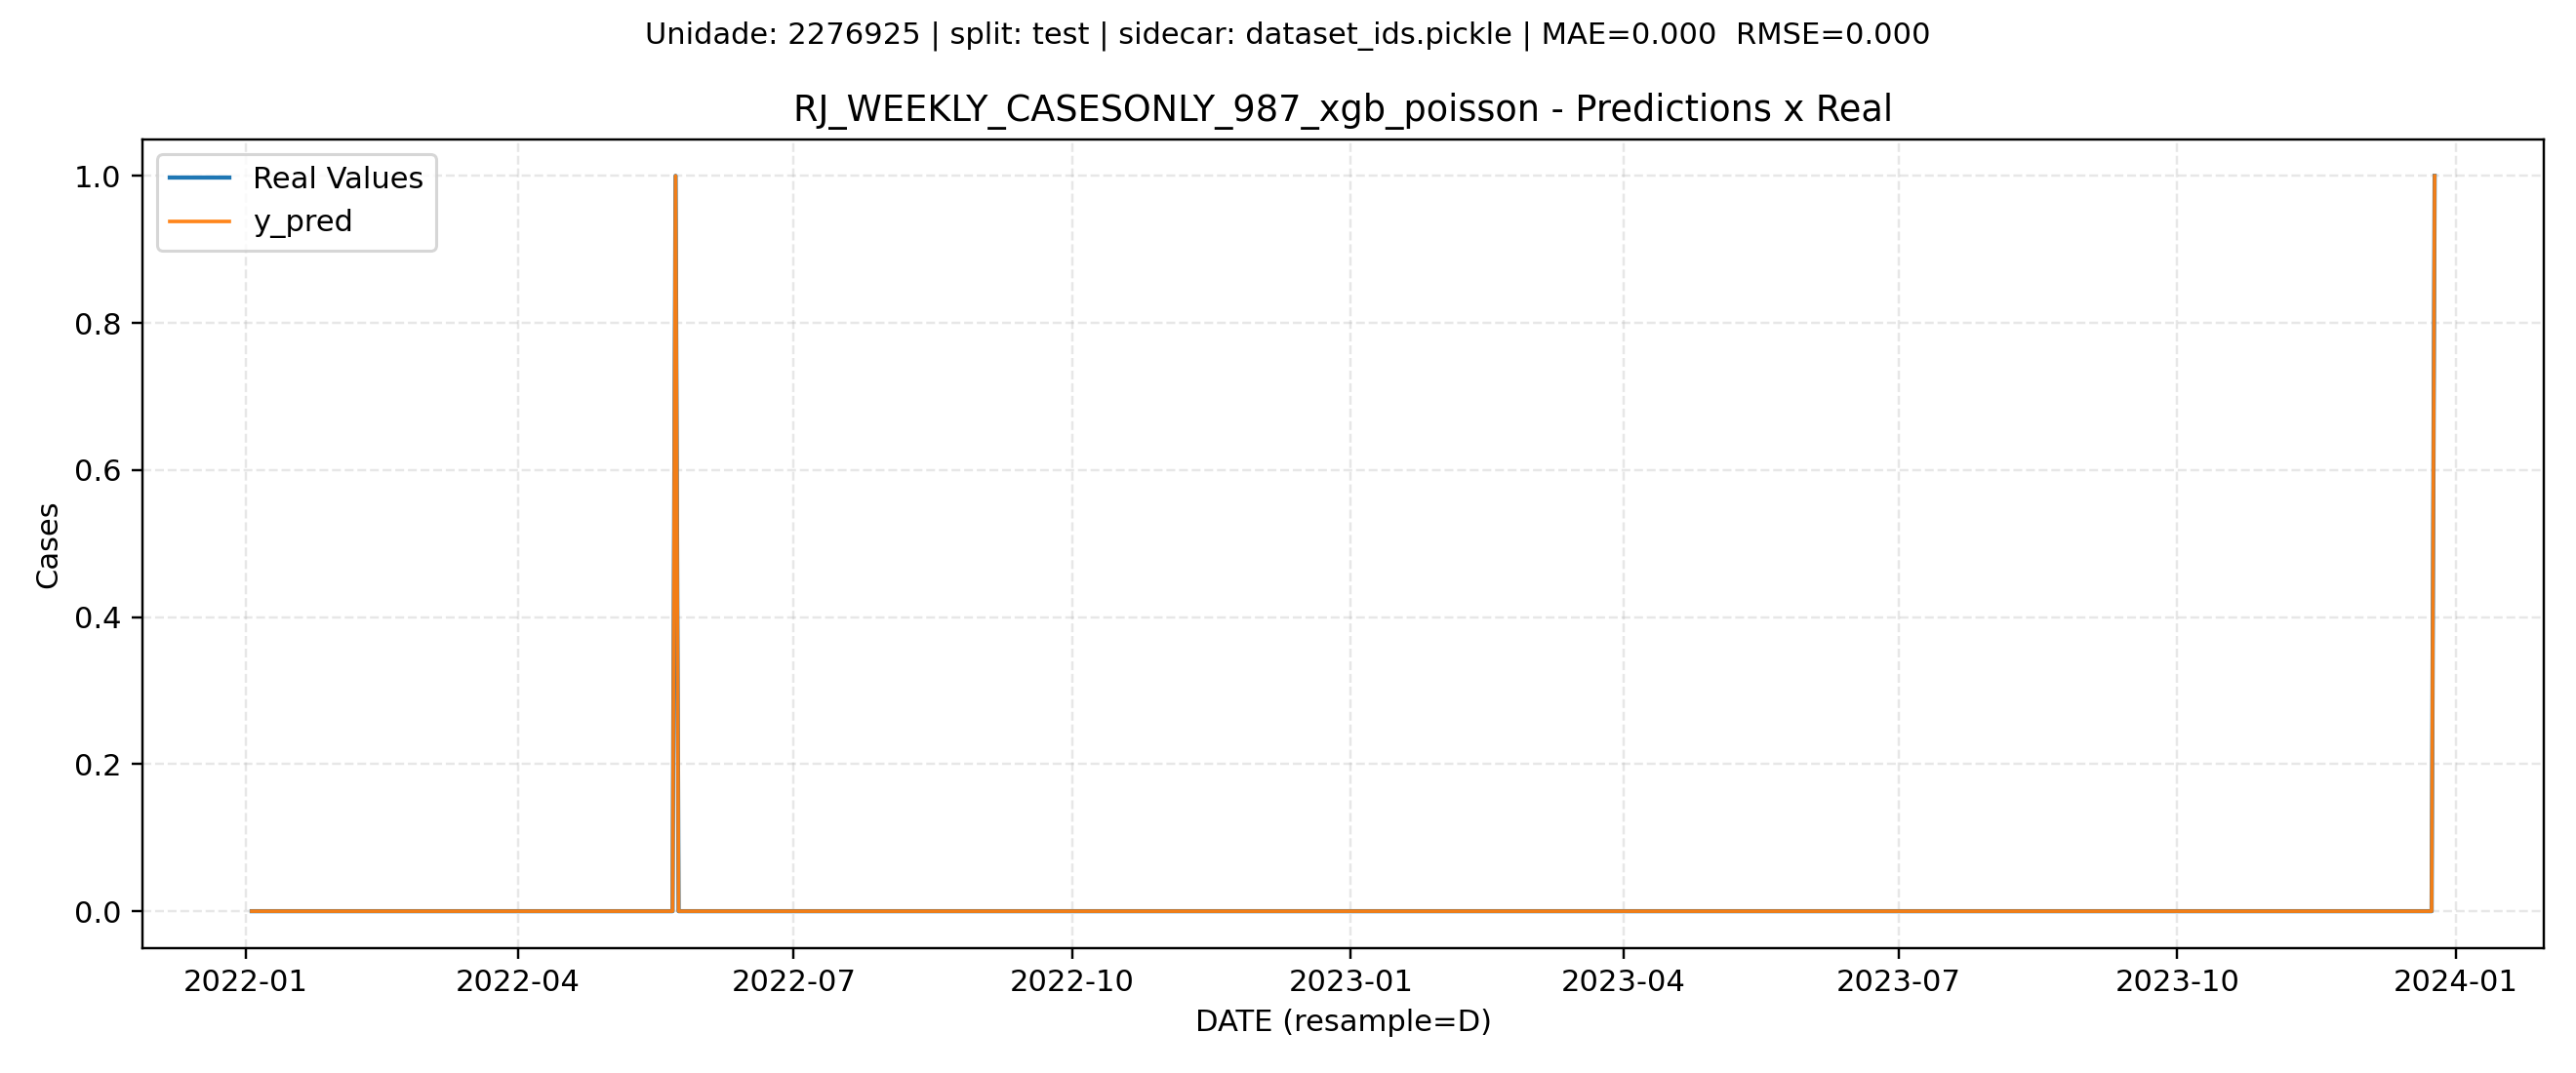 Unidade: 2276925 | split: test | sidecar: dataset_ids.pickle | MAE=0.000  RMSE=0.000
RJ_WEEKLY_CASESONLY_987_xgb_poisson - Predictions x Real
Real Values
y_pred
1.0
0.8
0.6
0.4
0.2
0.0
Cases
2022-01
2022-04
2022-07
2022-10
2023-01
2023-04
2023-07
2023-10
2024-01
DATE (resample=D)